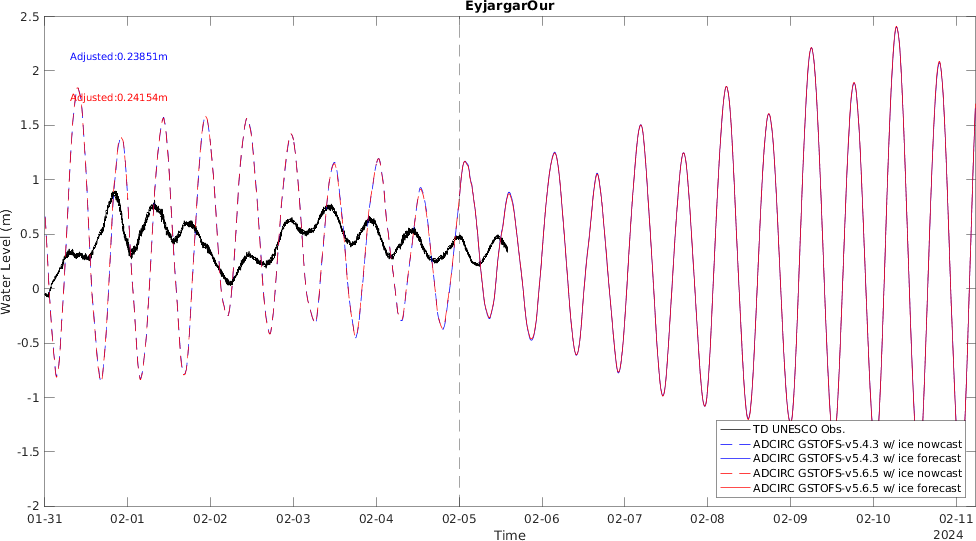 EyjargarOur
Adjusted:0.23851m
Adjusted:0.24154m
Water Level (m)
2.5
2
1.5
1
0.5
0
-0.5
-1
-1.5
-2
TD UNESCO Obs.
ADCIRC GSTOFS-v5.4.3 w/ ice nowcast
ADCIRC GSTOFS-v5.4.3 w/ ice forecast
ADCIRC GSTOFS-v5.6.5 w/ ice nowcast
ADCIRC GSTOFS-v5.6.5 w/ ice forecast
01-31 02-01 02-02 02-03 02-04 02-05 02-06 02-07 02-08 02-09 02-10 02-11
2024
Time